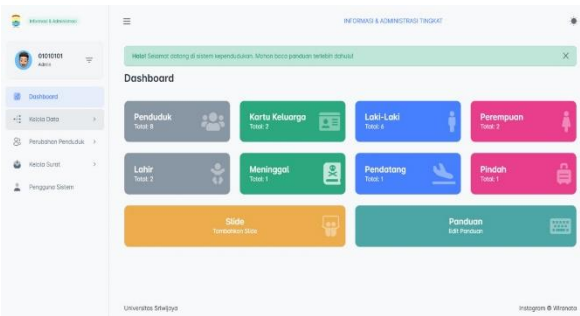 Informasi & Administrasi
INFORMASI & ADMINISTRASI TINGKAT
01010101
Admin
Halo! Selamat datang di sistem kependudukan. Mohon baca panduan terlebih dahulu!
Dashboard
Dashboard
Kelola Data
Perubahan Penduduk
Kelola Surat
Pengguna Sistem
Penduduk
Total: 8
Kartu Keluarga
Total: 2
Laki-Laki
Total: 6
Perempuan
Total: 2
Lahir
Total: 2
Meninggal
Total: 1
Pendatang
Total: 1
Pindah
Total: 1
Slide
Tambahkan Slide
Panduan
Edit Panduan
Universitas Sriwijaya
Instagram @ Wiranata